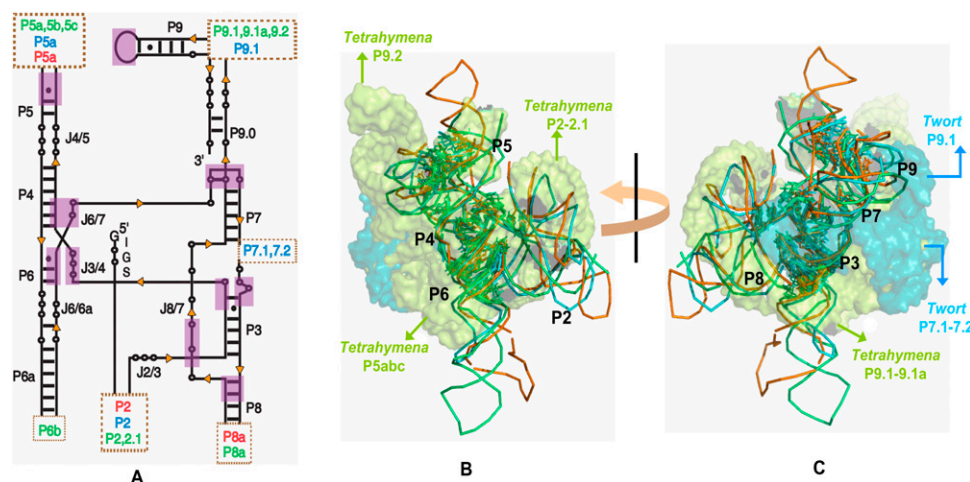 P5a,5b,5c
P5a
P5a
P9
P9.1,9.1a,9.2
P9.1
P5
J4/5
P9.0
3'
P4
J6/7
P7
5'
G
I
G
S
J3/4
P7.1,7.2
P6
J6/6a
J8/7
P3
P6a
J2/3
P8
P6b
P2
P2
P2,2.1
P8a
P8a
A
Tetrahymena
P9.2
Tetrahymena
P2-2.1
P5
P4
P6
P2
Tetrahymena
P5abc
B
Twort
P9.1
P9
P7
P3
P8
Twort
P7.1-7.2
Tetrahymena
P9.1-9.1a
C